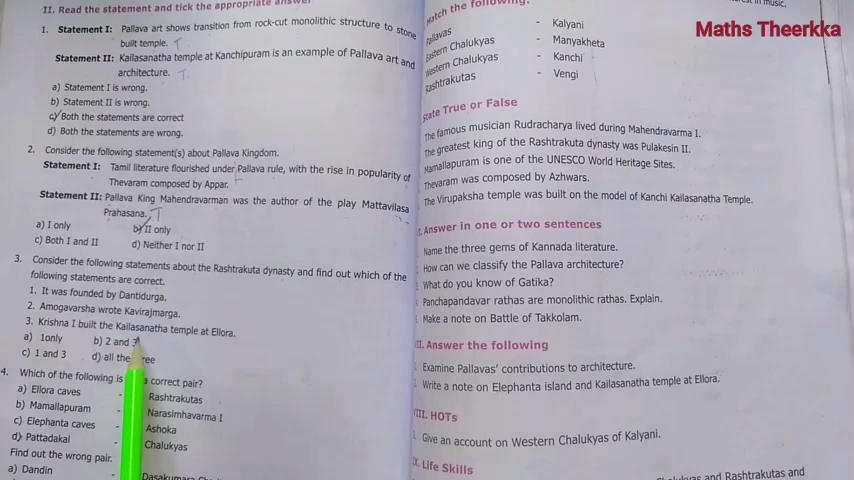 II. Read the statement and tick the appropriate answer
1. Statement I: Pallava art shows transition from rock-cut monolithic structure to stone
built temple. T
Statement II: Kailasanatha temple at Kanchipuram is an example of Pallava art and
architecture. T
a) Statement I is wrong.
b) Statement II is wrong.
c) Both the statements are correct
d) Both the statements are wrong.
2. Consider the following statement(s) about Pallava Kingdom.
Statement I: Tamil literature flourished under Pallava rule, with the rise in popularity of
Thevaram composed by Appar.
Statement II: Pallava King Mahendravarman was the author of the play Mattavilasa
Prahasana. T
a) I only
b) II only
c) Both I and II
d) Neither I nor II
3. Consider the following statements about the Rashtrakuta dynasty and find out which of the
following statements are correct.
1. It was founded by Dantidurga.
2. Amogavarsha wrote Kavirajmarga.
3. Krishna I built the Kailasanatha temple at Ellora.
a) 1only
b) 2 and 3
c) 1 and 3
d) all the three
4. Which of the following is a correct pair?
a) Ellora caves - Rashtrakutas
b) Mamallapuram - Narasimhavarma I
c) Elephanta caves - Ashoka
d) Pattadakal - Chalukyas
Find out the wrong pair.
a) Dandin - Dasakumara
in music.
Maths Theerkka
Match the following:
Pallavas - Kalyani
Eastern Chalukyas - Manyakheta
Western Chalukyas - Kanchi
Rashtrakutas - Vengi
State True or False
The famous musician Rudracharya lived during Mahendravarma I.
The greatest king of the Rashtrakuta dynasty was Pulakesin II.
Mamallapuram is one of the UNESCO World Heritage Sites.
Thevaram was composed by Azhwars.
The Virupaksha temple was built on the model of Kanchi Kailasanatha Temple.
Answer in one or two sentences
Name the three gems of Kannada literature.
How can we classify the Pallava architecture?
What do you know of Gatika?
Panchapandavar rathas are monolithic rathas. Explain.
Make a note on Battle of Takkolam.
II. Answer the following
Examine Pallavas' contributions to architecture.
Write a note on Elephanta island and Kailasanatha temple at Ellora.
VIII. HOTs
Give an account on Western Chalukyas of Kalyani.
IX. Life Skills
Chalukyas and Rashtrakutas and